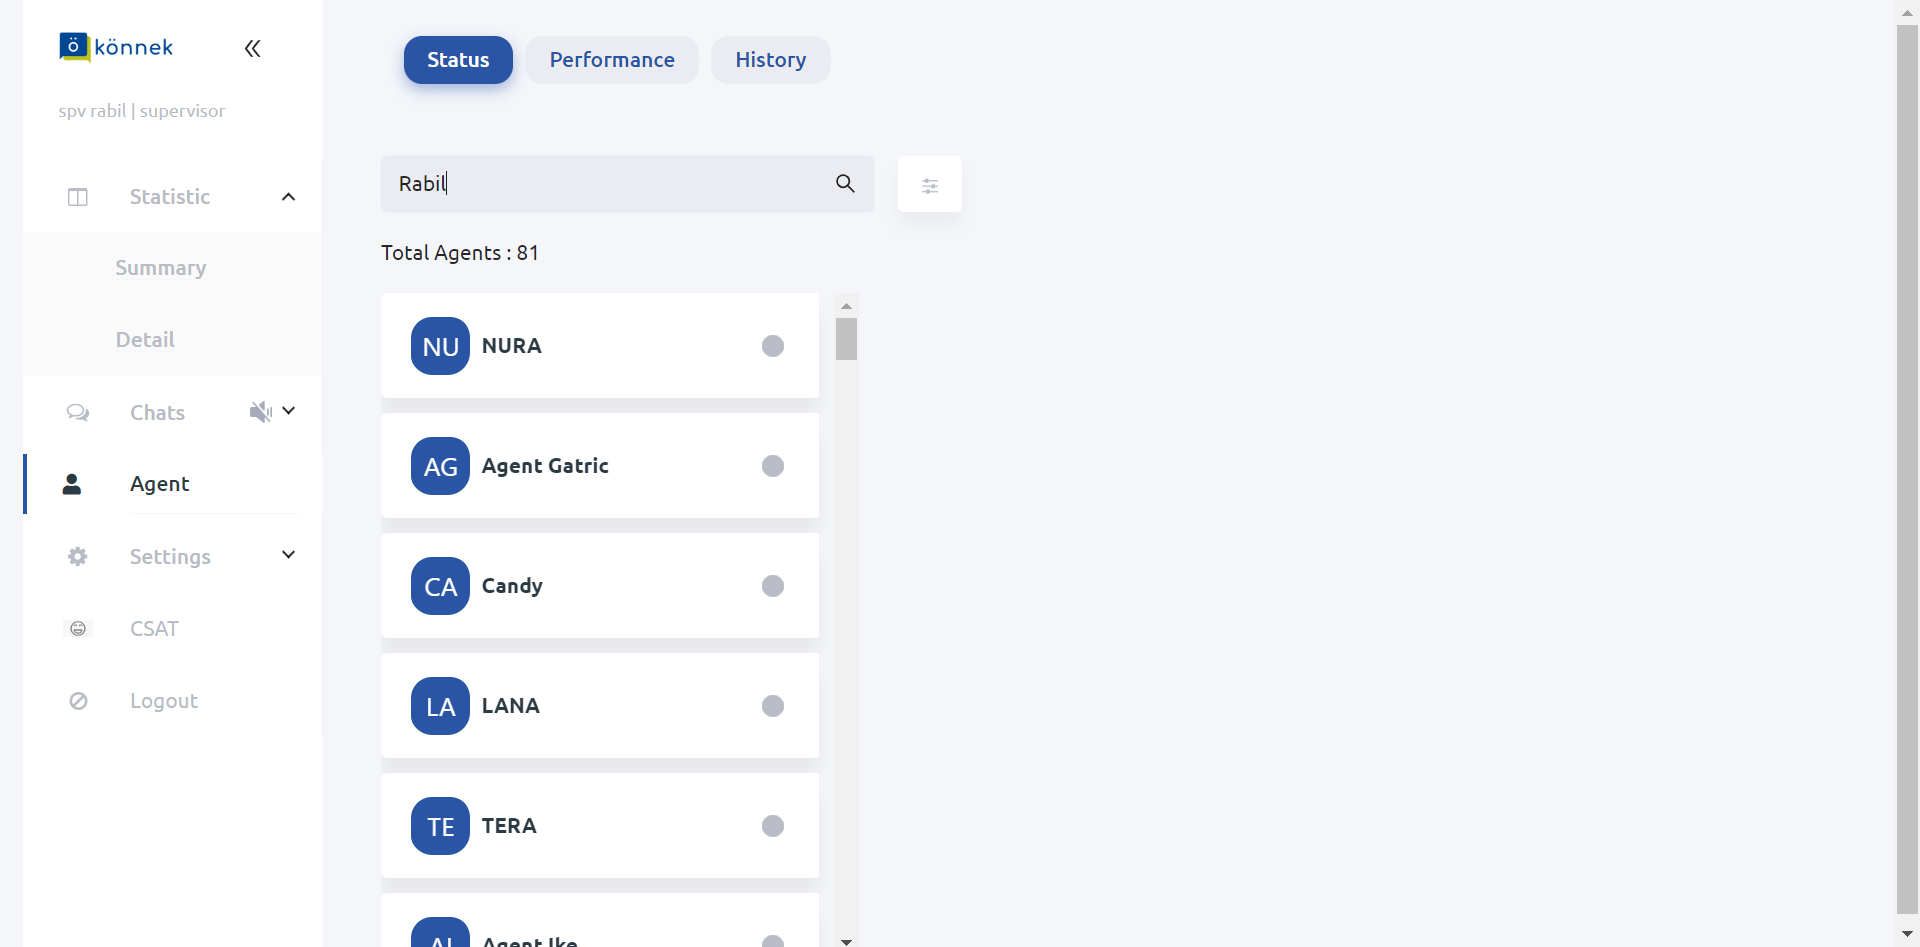 ö könnek
spv rabil | supervisor
Statistic
Summary
Detail
Chats
Agent
Settings
CSAT
Logout
Status Performance History
Rabil
Total Agents : 81
NU NURA
AG Agent Gatric
CA Candy
LA LANA
TE TERA
AI Agent Ike